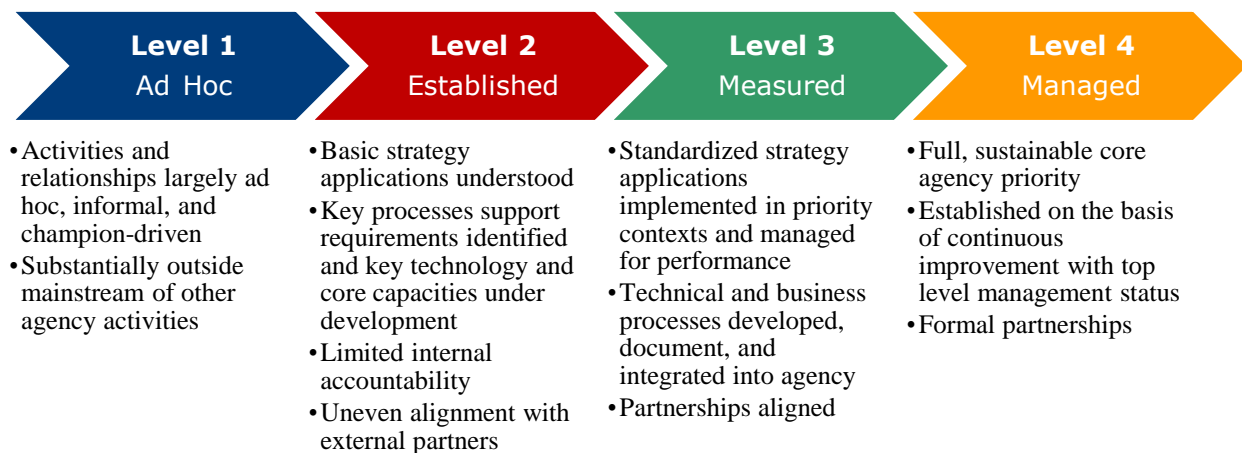 Level 1
Ad Hoc
Level 2
Established
Level 3
Measured
Level 4
Managed
•Activities and
relationships largely ad
hoc, informal, and
champion-driven
•Substantially outside
mainstream of other
agency activities
•Basic strategy
applications understood
•Key processes support
requirements identified
and key technology and
core capacities under
development
•Limited internal
accountability
•Uneven alignment with
external partners
•Standardized strategy
applications
implemented in priority
contexts and managed
for performance
•Technical and business
processes developed,
document, and
integrated into agency
•Partnerships aligned
•Full, sustainable core
agency priority
•Established on the basis
of continuous
improvement with top
level management status
•Formal partnerships